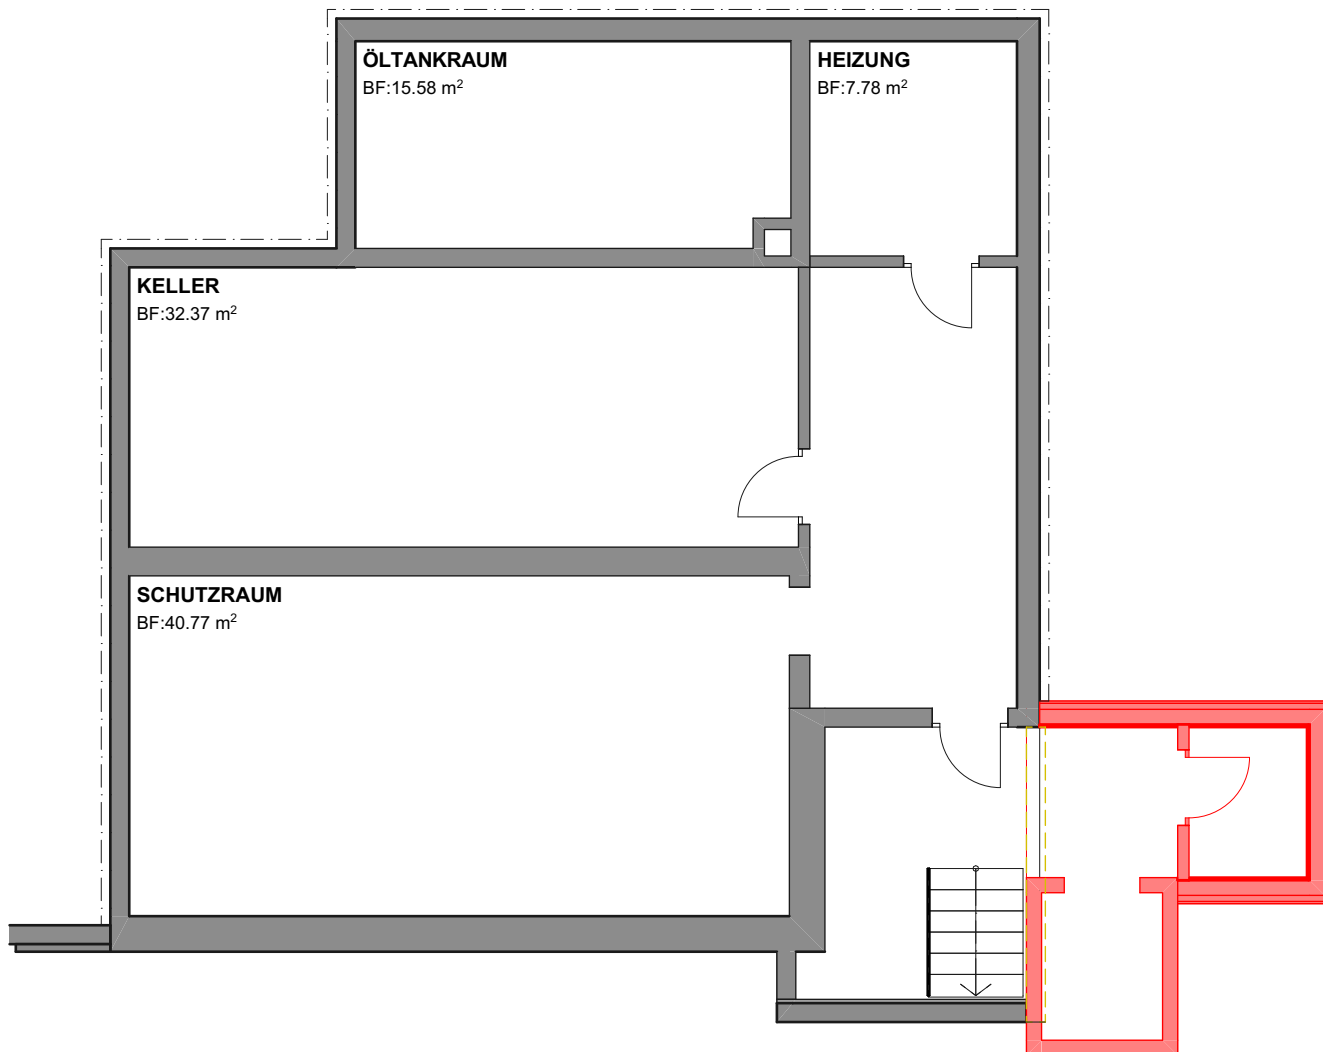 ÖLTANKRAUM
BF:15.58 m²
HEIZUNG
BF:7.78 m²
KELLER
BF:32.37 m²
SCHUTZRAUM
BF:40.77 m²